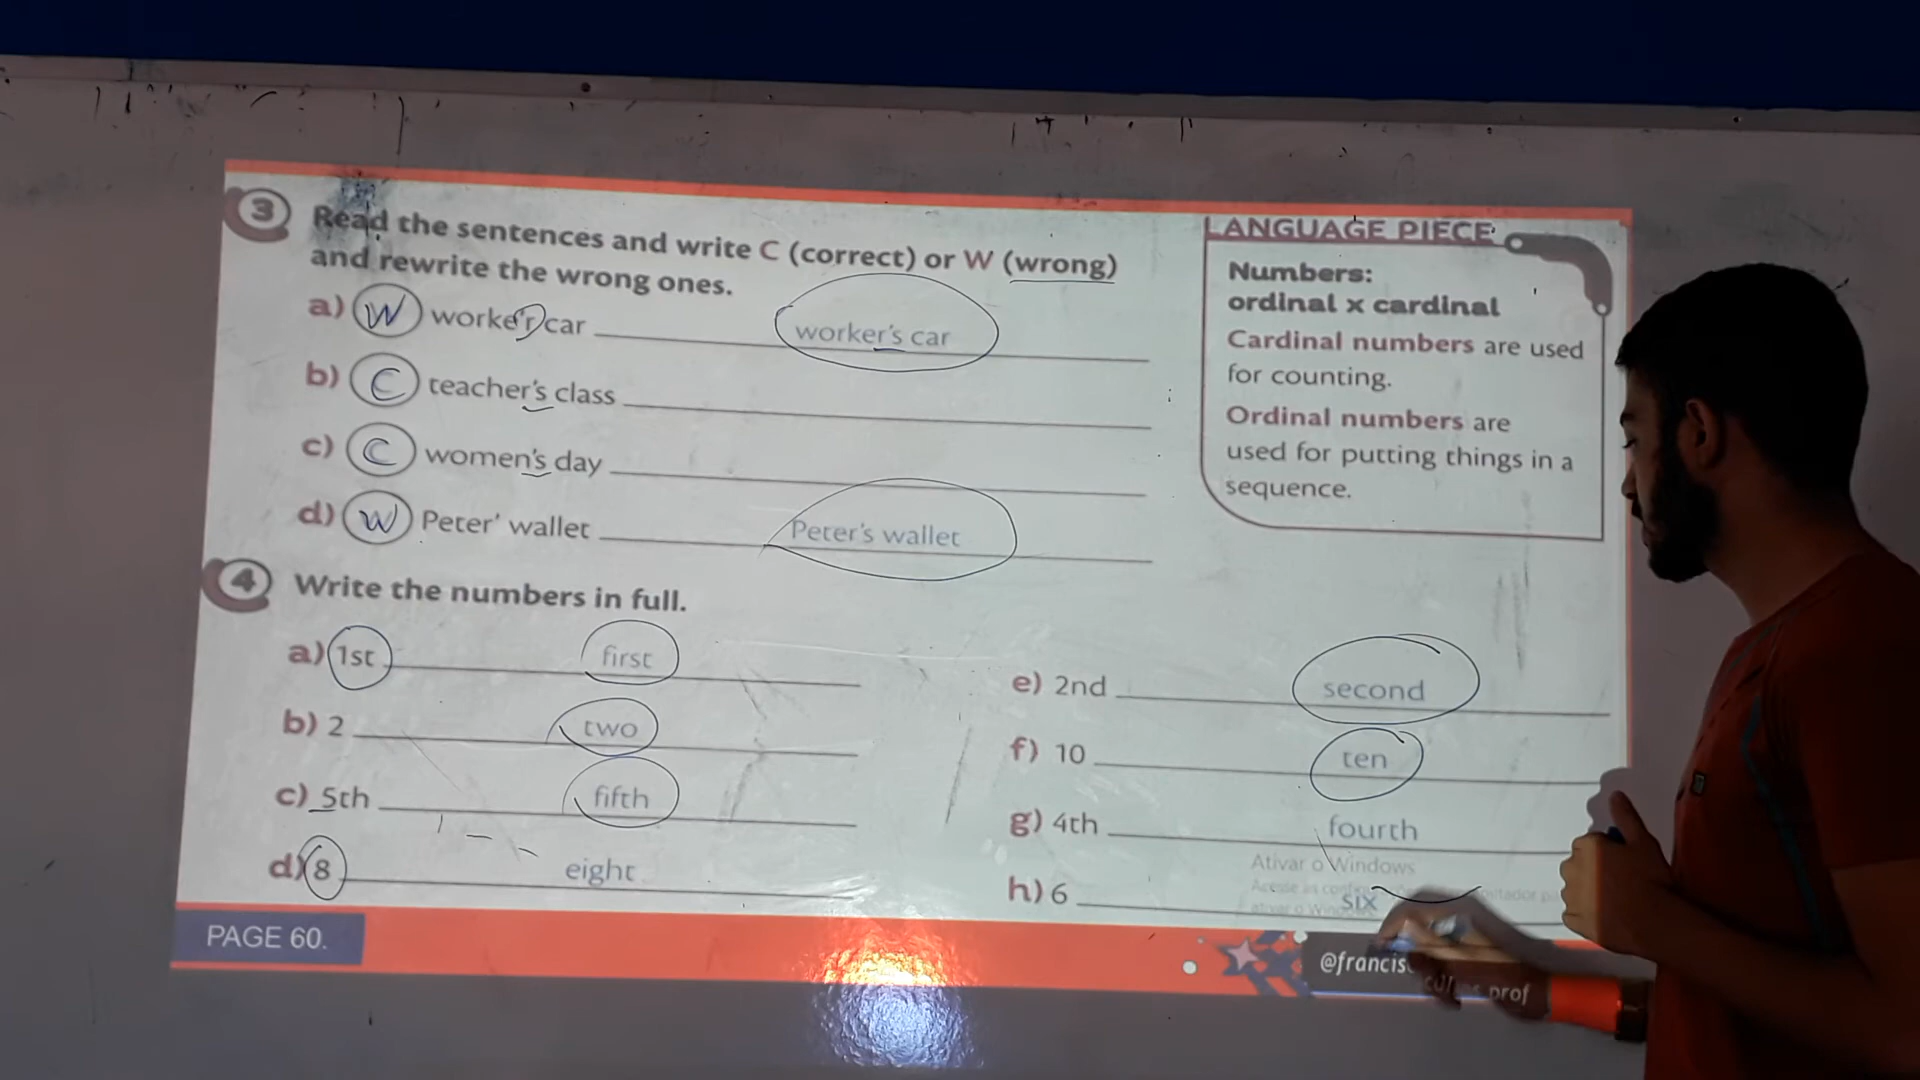 3 Read the sentences and write C (correct) or W (wrong)
and rewrite the wrong ones.
a) (W) worke'r car worker's car
b) (C) teacher's class
c) (C) women's day
d) (W) Peter' wallet Peter's wallet
LANGUAGE PIECE
Numbers:
ordinal x cardinal
Cardinal numbers are used
for counting.
Ordinal numbers are
used for putting things in a
sequence.
4 Write the numbers in full.
a) 1st first
b) 2 two
c) 5th fifth
d) 8 eight
e) 2nd second
f) 10 ten
g) 4th fourth
Ativar o Windows
h) 6 six
PAGE 60.
prof